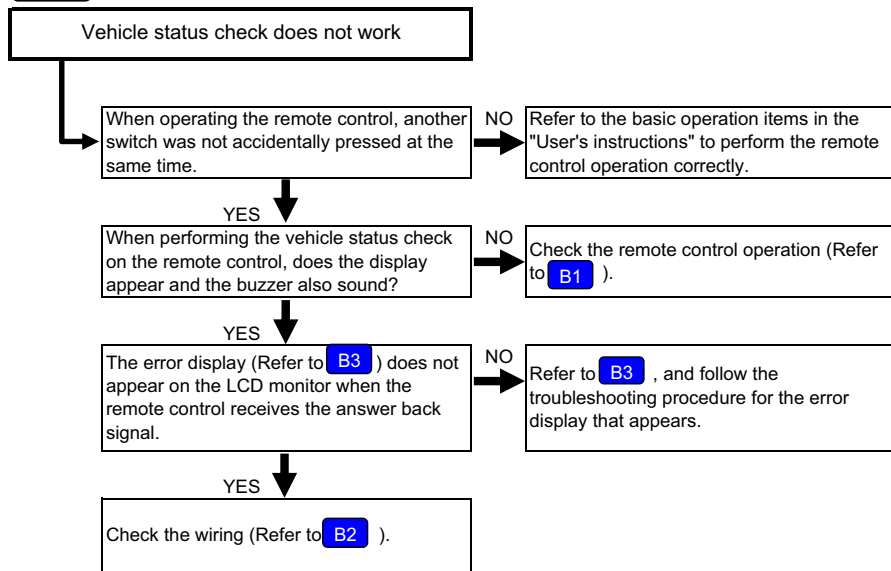 Vehicle status check does not work
When operating the remote control, another
switch was not accidentally pressed at the
same time.
NO
Refer to the basic operation items in the
"User's instructions" to perform the remote
control operation correctly.
YES
When performing the vehicle status check
on the remote control, does the display
appear and the buzzer also sound?
NO
Check the remote control operation (Refer
to B1 ).
YES
The error display (Refer to B3 ) does not
appear on the LCD monitor when the
remote control receives the answer back
signal.
NO
Refer to B3 , and follow the
troubleshooting procedure for the error
display that appears.
YES
Check the wiring (Refer to B2 ).